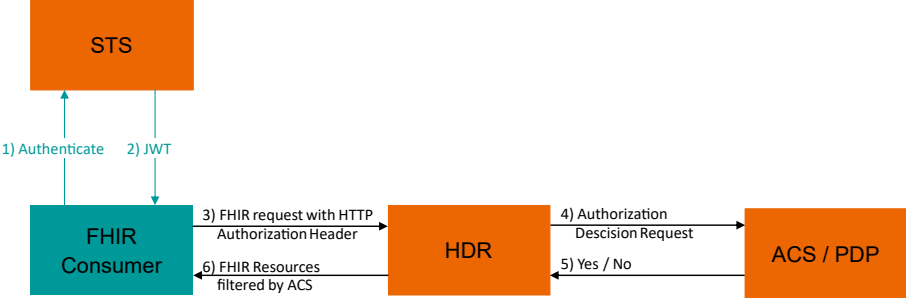 STS
1) Authenticate
2) JWT
FHIR
Consumer
3) FHIR request with HTTP
Authorization Header
6) FHIR Resources
filtered by ACS
HDR
4) Authorization
Descision Request
5) Yes / No
ACS / PDP